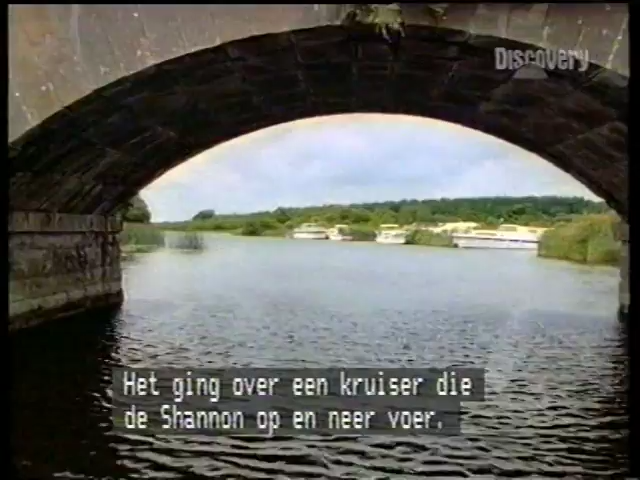 Discovery
Het ging over een kruiser die
de Shannon op en neer voer.